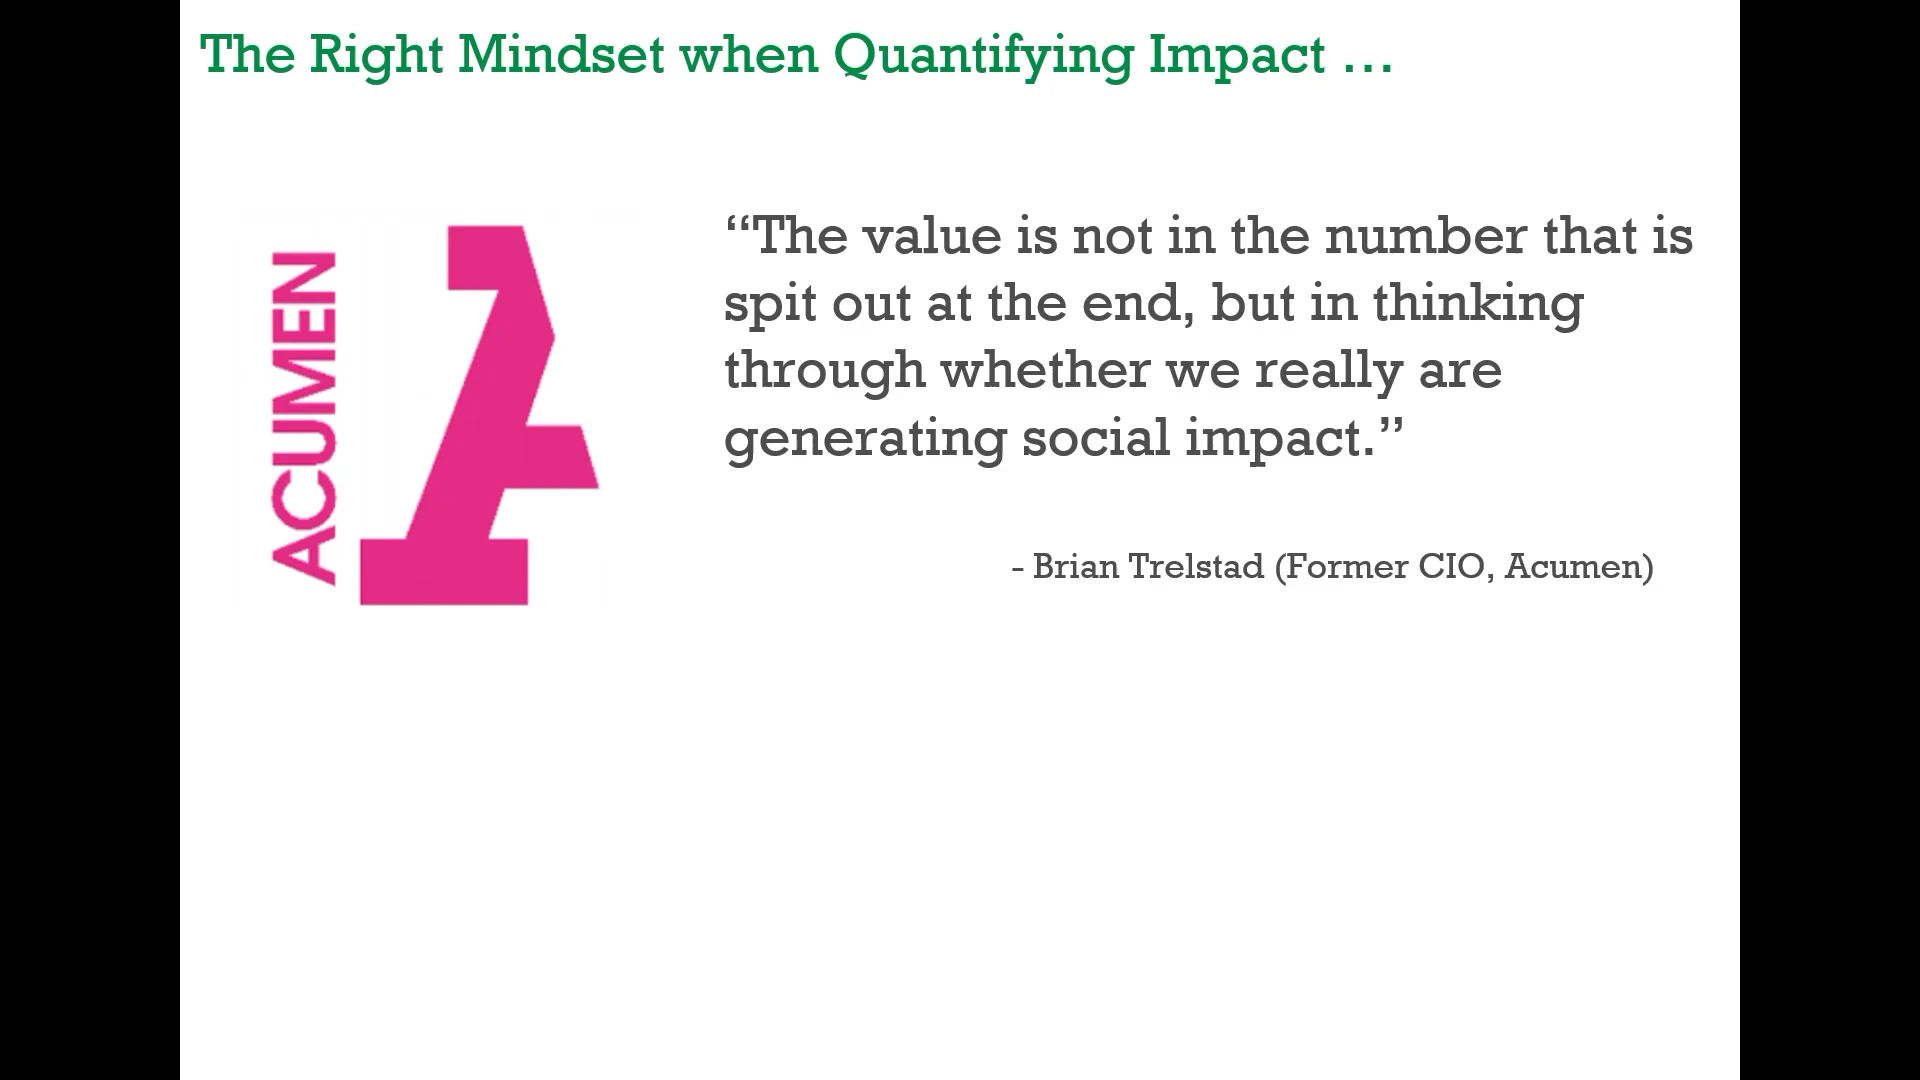 The Right Mindset when Quantifying Impact ...
ACUMEN
A
“The value is not in the number that is
spit out at the end, but in thinking
through whether we really are
generating social impact.”
- Brian Trelstad (Former CIO, Acumen)